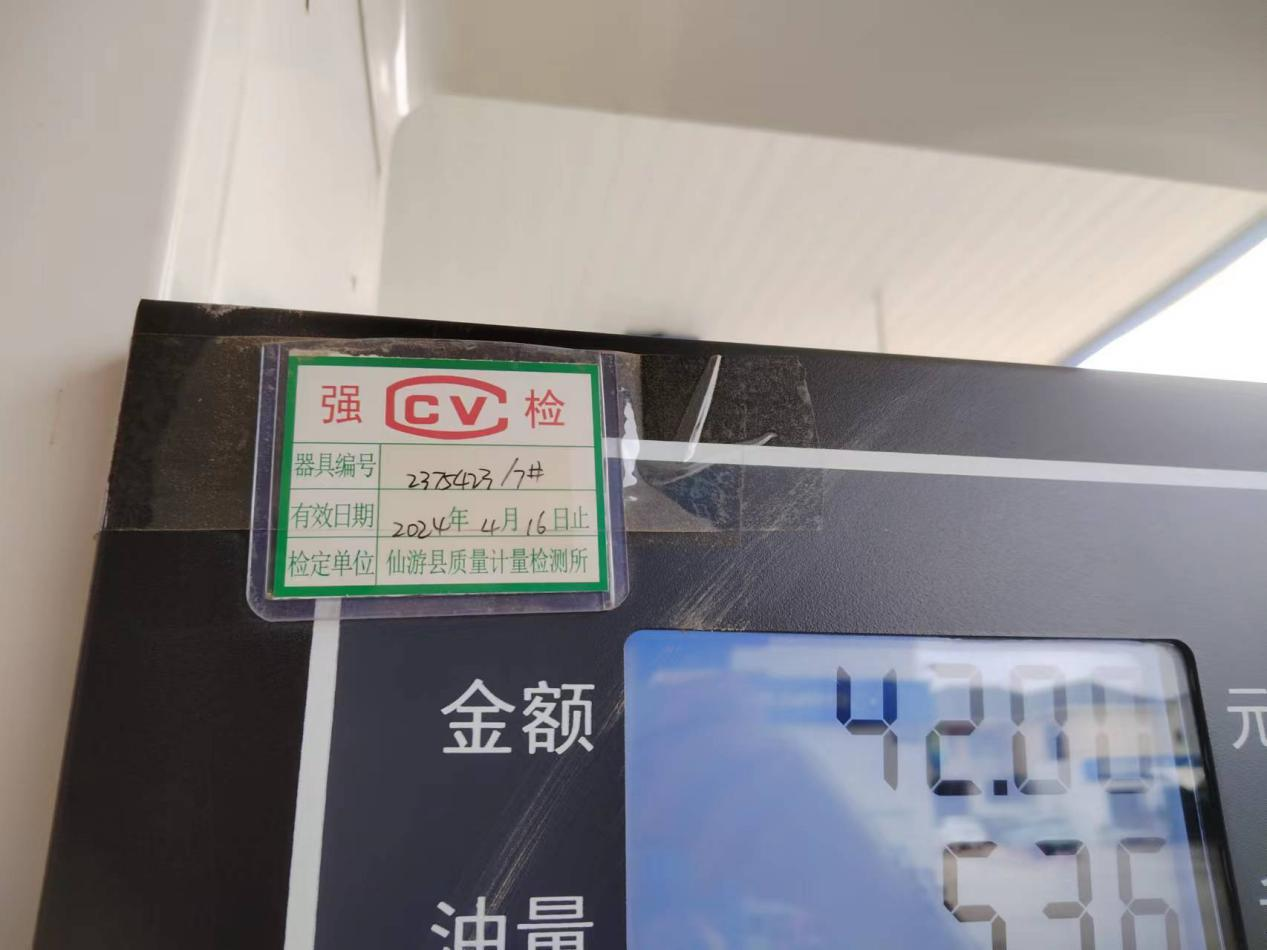 强 CV 检
器具编号 2375423/7#
有效日期 2024年 4月16日止
检定单位 仙游县质量计量检测所
金额 42.00 元
油量 5.36